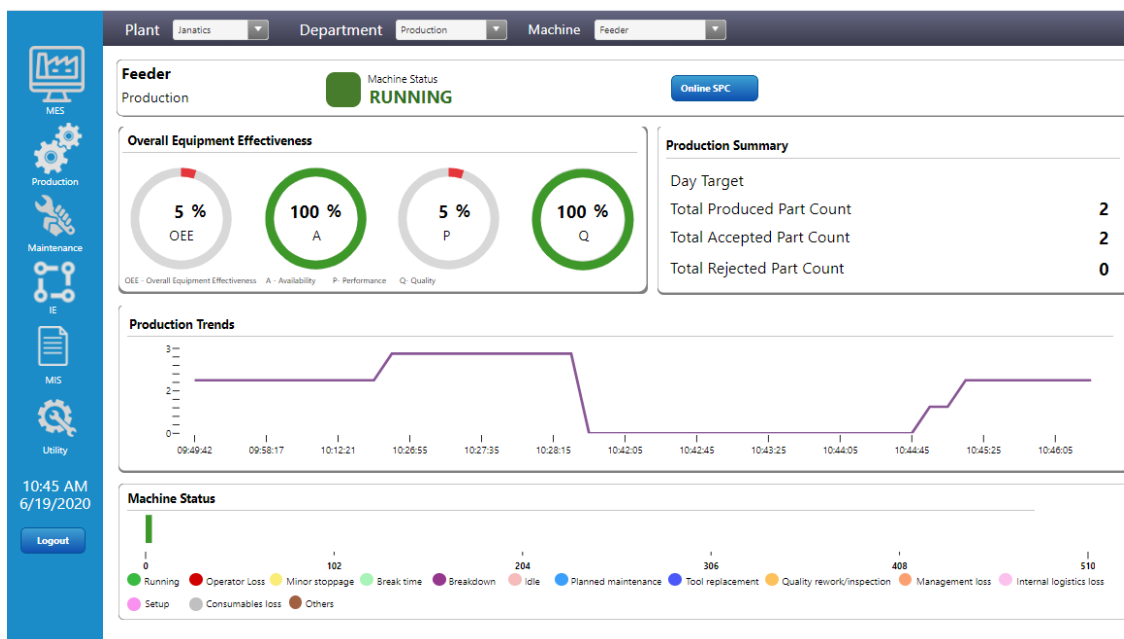 Plant Janatics Department Production Machine Feeder
MES
Production
Maintenance
IE
MIS
Utility
10:45 AM
6/19/2020
Logout
Feeder
Production
Machine Status
RUNNING
Online SPC
Overall Equipment Effectiveness
5 %
OEE
100 %
A
5 %
P
100 %
Q
OEE - Overall Equipment Effectiveness A - Availability P- Performance Q- Quality
Production Summary
Day Target
Total Produced Part Count 2
Total Accepted Part Count 2
Total Rejected Part Count 0
Production Trends
3
2
0
09:49:42 09:58:17 10:12:21 10:26:55 10:27:35 10:28:15 10:42:05 10:42:45 10:43:25 10:44:05 10:44:45 10:45:25 10:46:05
Machine Status
0 102 204 306 408 510
Running Operator Loss Minor stoppage Break time Breakdown Idle Planned maintenance Tool replacement Quality rework/inspection Management loss Internal logistics loss
Setup Consumables loss Others